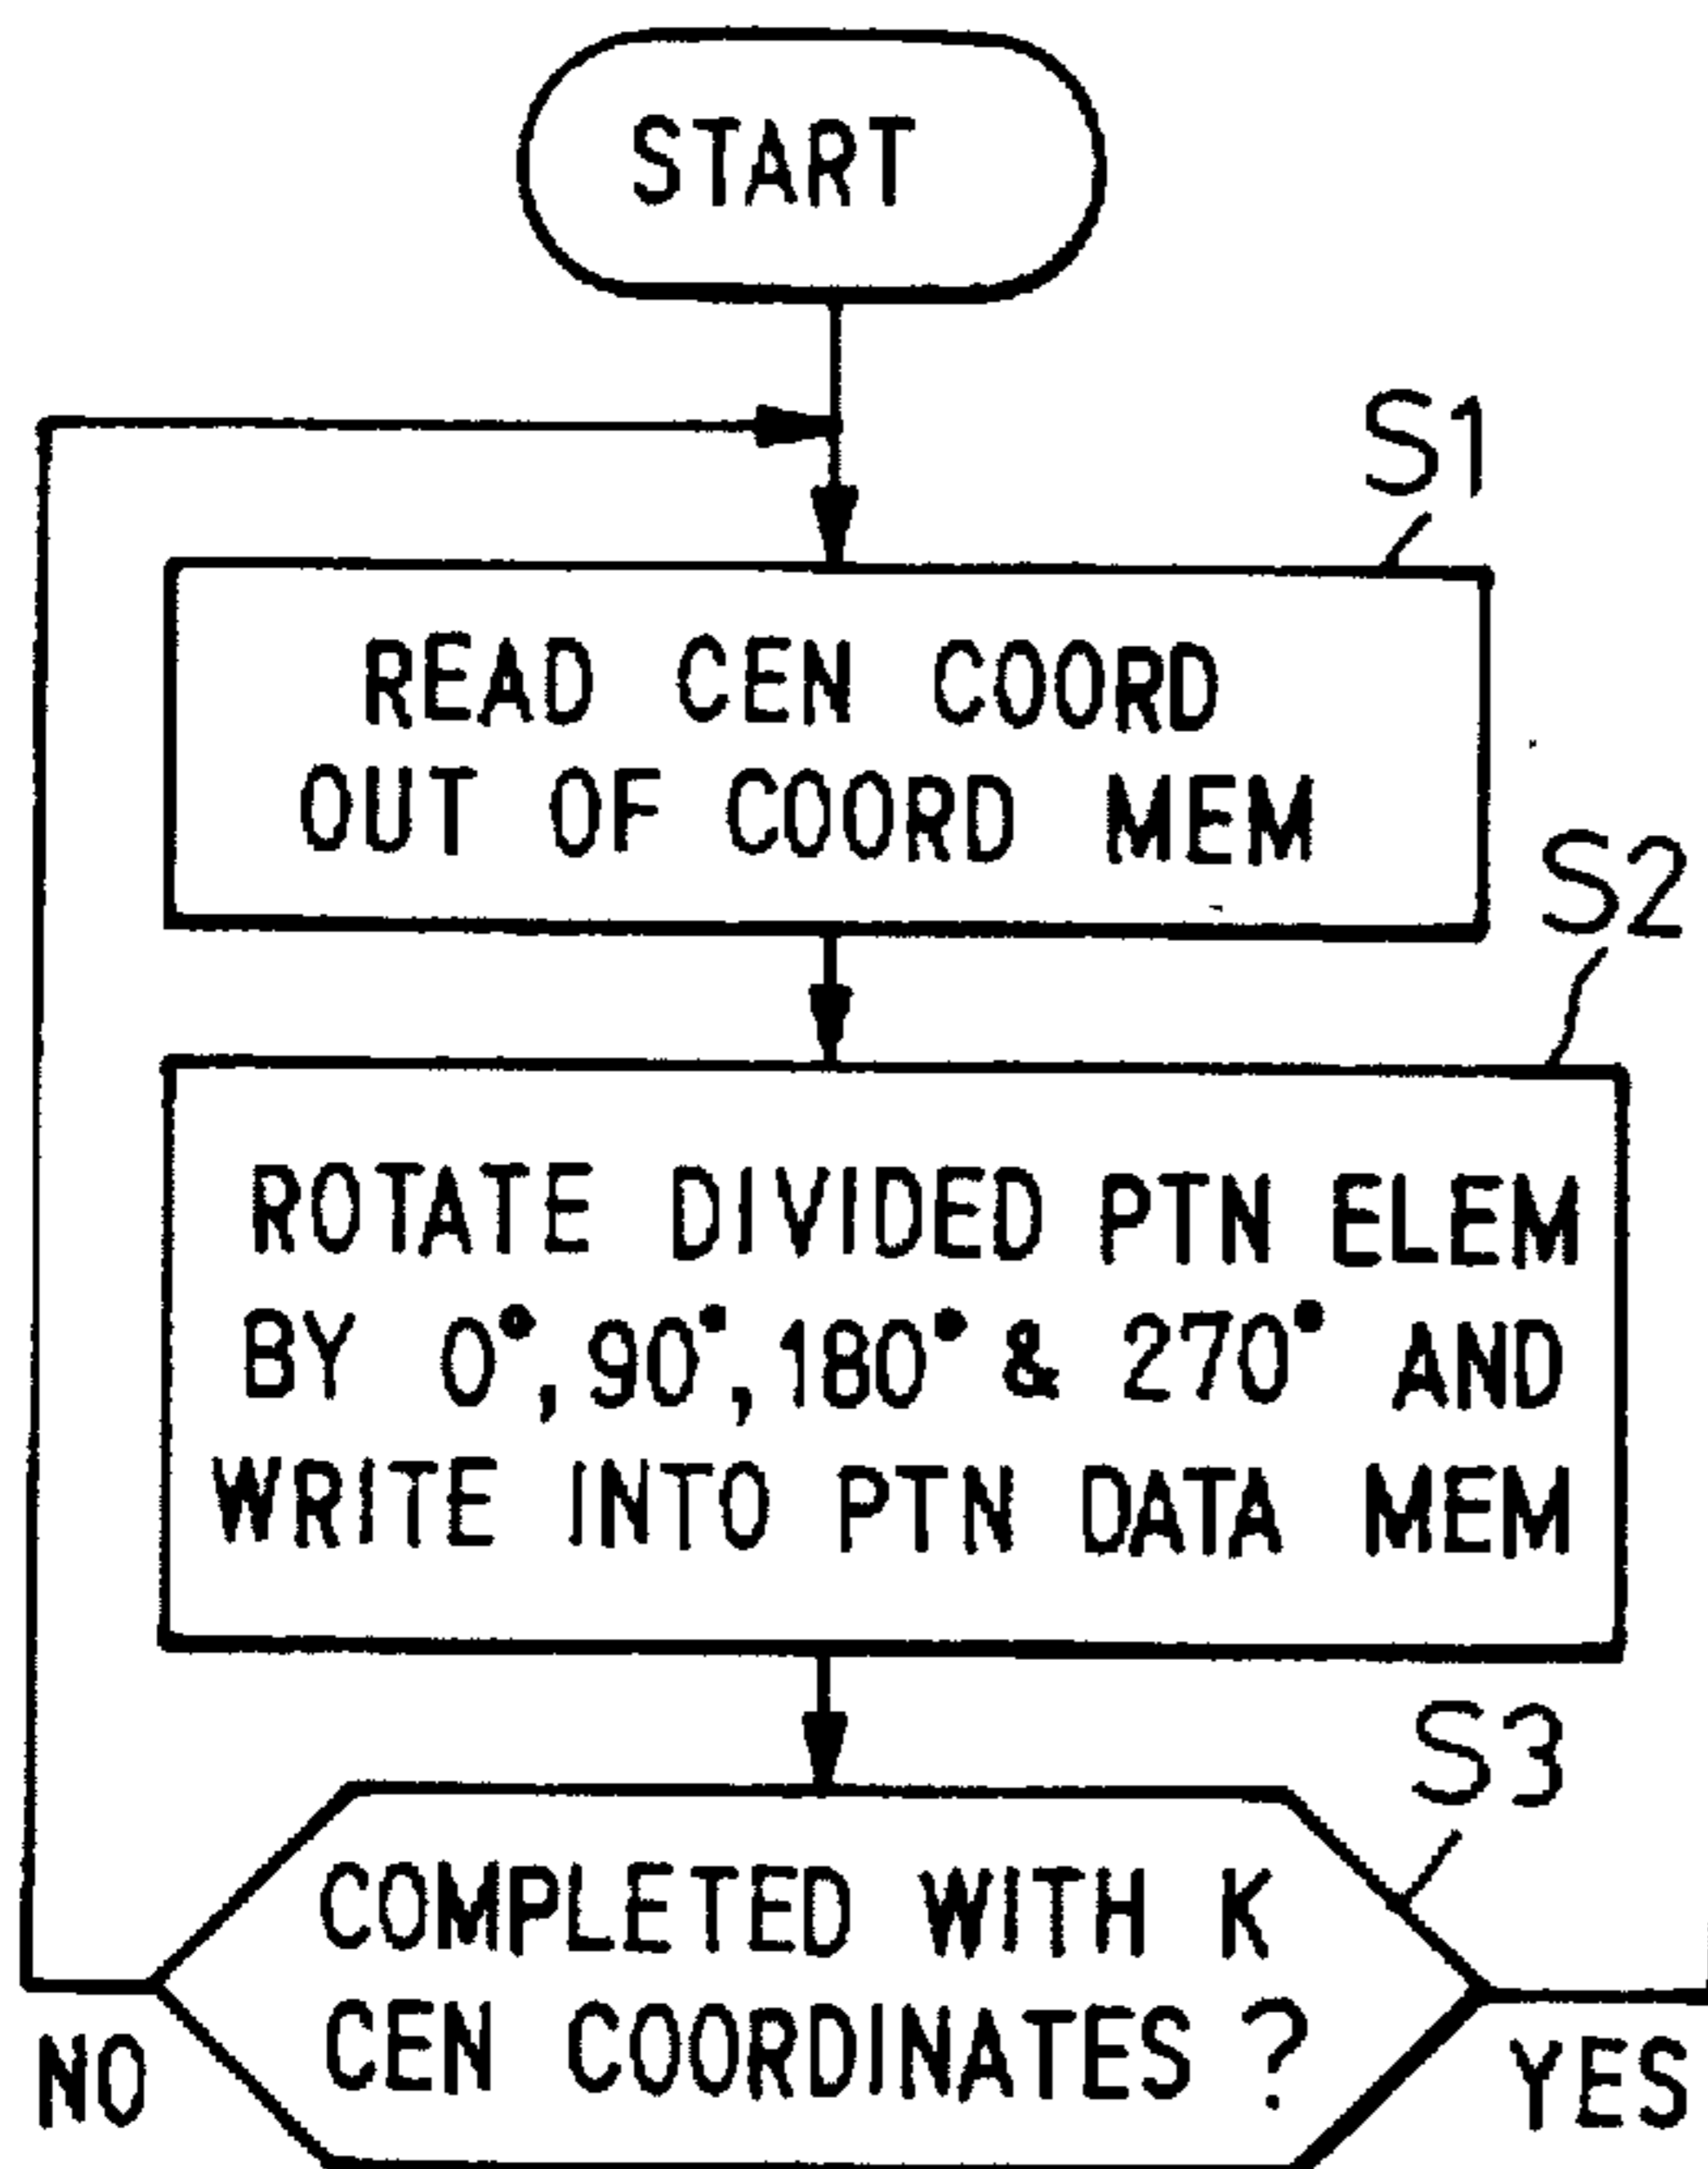 START
S1
READ CEN COORD
OUT OF COORD MEM
S2
ROTATE DIVIDED PTN ELEM
BY 0°, 90°, 180° & 270° AND
WRITE INTO PTN DATA MEM
S3
COMPLETED WITH K
CEN COORDINATES ?
NO
YES